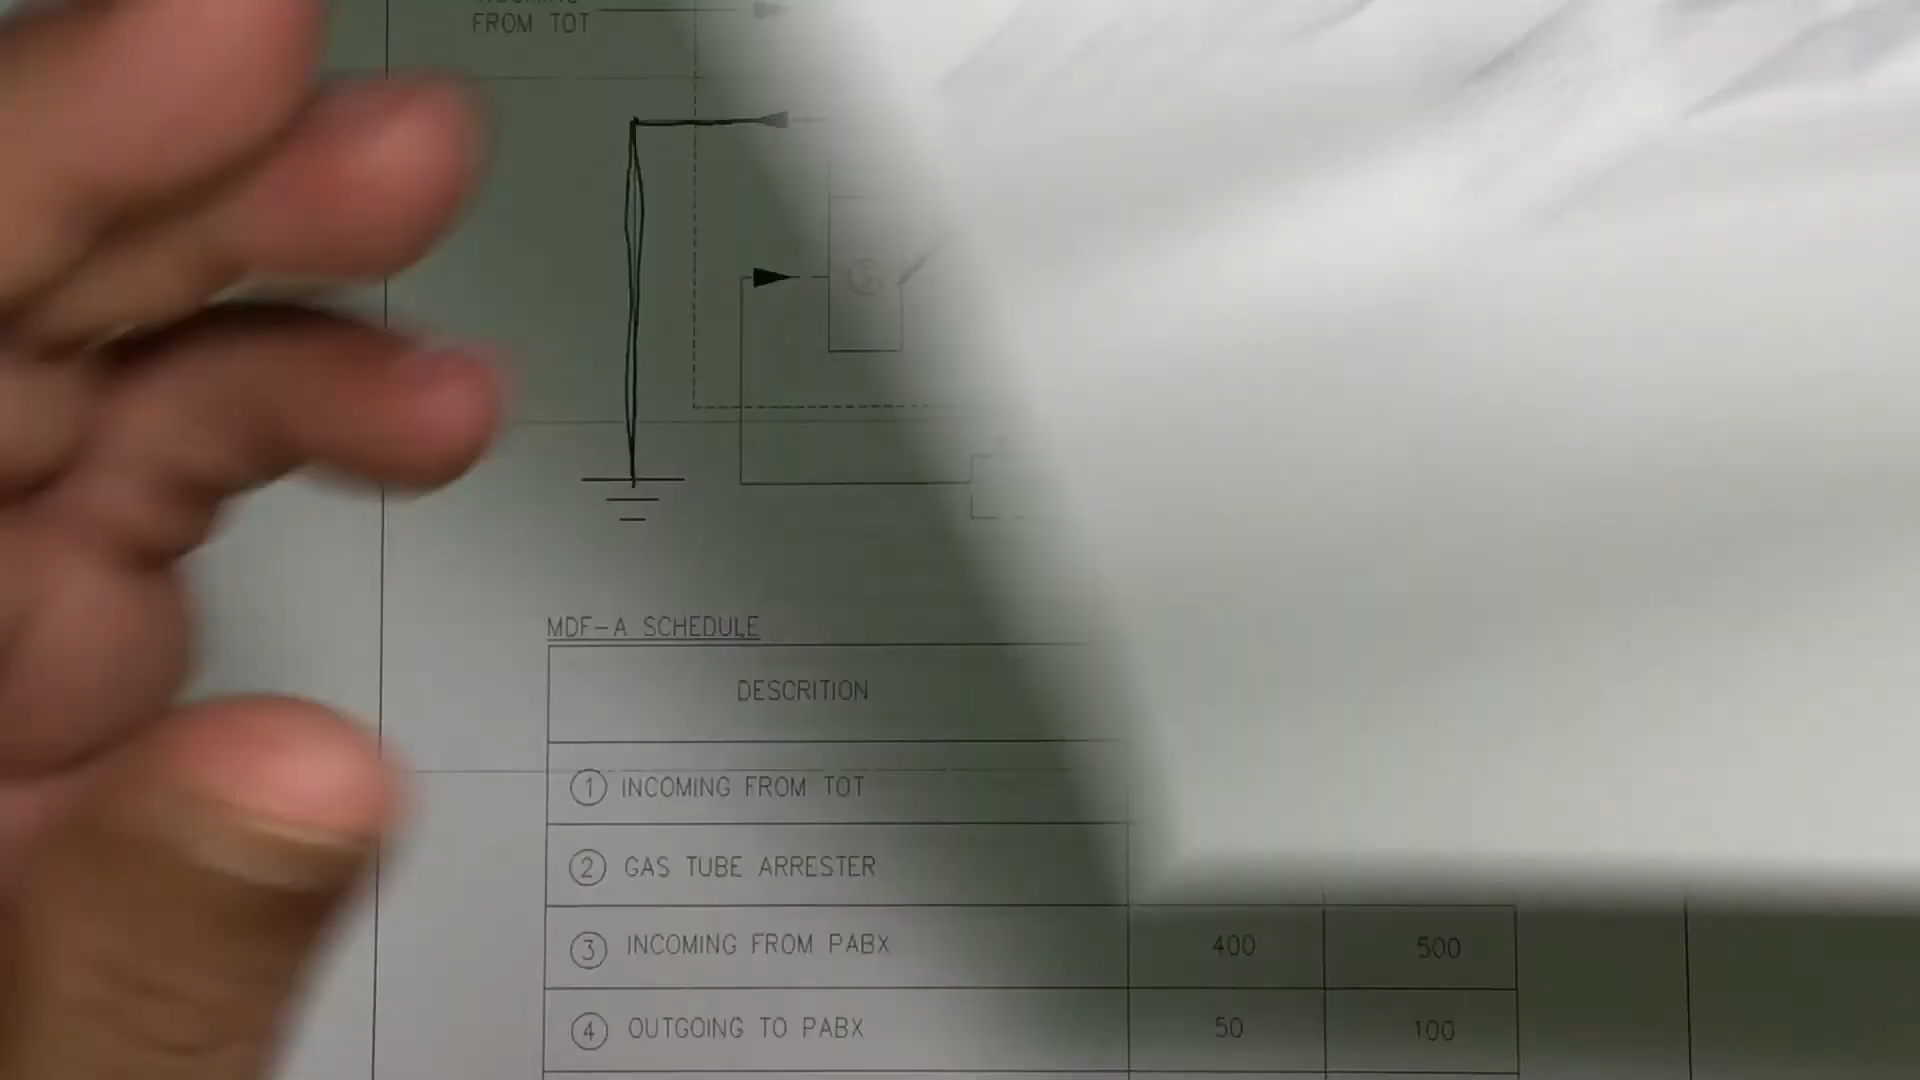 FROM TOT
MDF-A SCHEDULE
DESCRITION
1 INCOMING FROM TOT
2 GAS TUBE ARRESTER
3 INCOMING FROM PABX 400 500
4 OUTGOING TO PABX 50 100